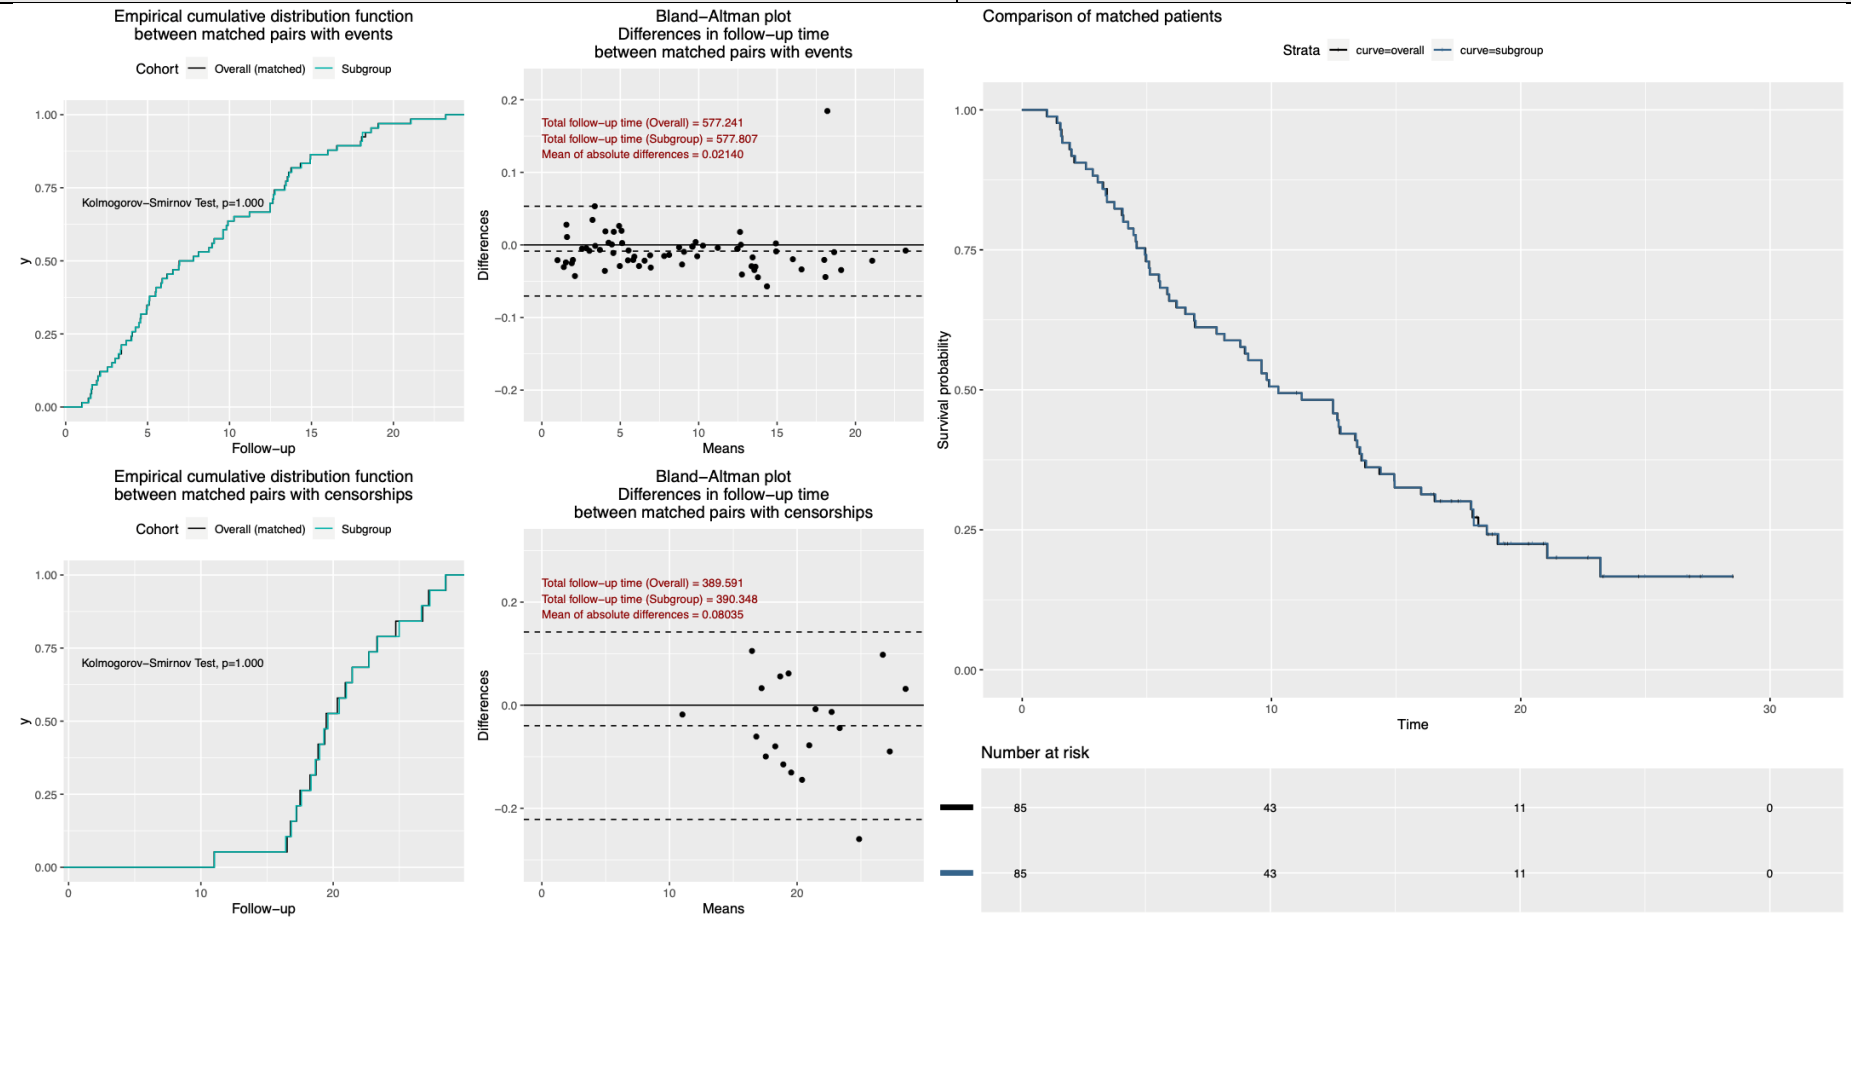 Empirical cumulative distribution function
between matched pairs with events
Cohort Overall (matched) Subgroup
1.00
0.75
0.50
0.25
0.00
y
Kolmogorov−Smirnov Test, p=1.000
0 5 10 15 20
Follow−up
Bland−Altman plot
Differences in follow−up time
between matched pairs with events
0.2
0.1
0.0
−0.1
−0.2
Differences
Total follow−up time (Overall) = 577.241
Total follow−up time (Subgroup) = 577.807
Mean of absolute differences = 0.02140
0 5 10 15 20
Means
Empirical cumulative distribution function
between matched pairs with censorships
Cohort Overall (matched) Subgroup
1.00
0.75
0.50
0.25
0.00
y
Kolmogorov−Smirnov Test, p=1.000
0 10 20
Follow−up
Bland−Altman plot
Differences in follow−up time
between matched pairs with censorships
0.2
0.0
−0.2
Differences
Total follow−up time (Overall) = 389.591
Total follow−up time (Subgroup) = 390.348
Mean of absolute differences = 0.08035
0 10 20
Means
Comparison of matched patients
Strata curve=overall curve=subgroup
1.00
0.75
0.50
0.25
0.00
Survival probability
0 10 20 30
Time
Number at risk
85 43 11 0
85 43 11 0